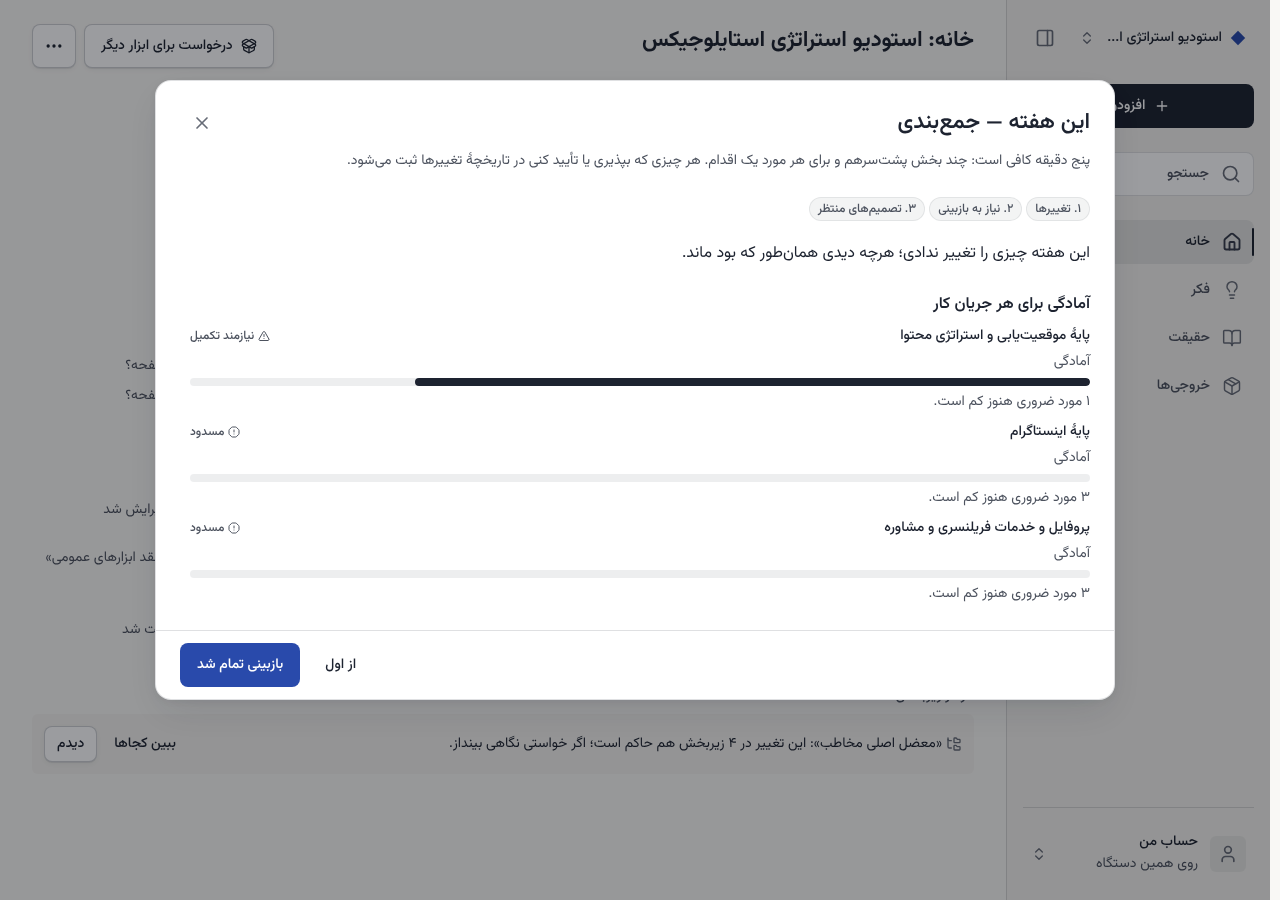 استودیو استراتژی ا...
خانه: استودیو استراتژی استایلوجیکس
درخواست برای ابزار دیگر
جستجو
خانه
فکر
حقیقت
خروجی‌ها
این هفته — جمع‌بندی
پنج دقیقه کافی است: چند بخش پشت‌سرهم و برای هر مورد یک اقدام. هر چیزی که بپذیری یا تأیید کنی در تاریخچهٔ تغییرها ثبت می‌شود.
۱. تغییرها
۲. نیاز به بازبینی
۳. تصمیم‌های منتظر
این هفته چیزی را تغییر ندادی؛ هرچه دیدی همان‌طور که بود ماند.
آمادگی برای هر جریان کار
پایهٔ موقعیت‌یابی و استراتژی محتوا
نیازمند تکمیل
آمادگی
۱ مورد ضروری هنوز کم است.
پایهٔ اینستاگرام
مسدود
آمادگی
۳ مورد ضروری هنوز کم است.
پروفایل و خدمات فریلنسری و مشاوره
مسدود
آمادگی
۳ مورد ضروری هنوز کم است.
از اول
بازبینی تمام شد
نقد ابزارهای عمومی»
«معضل اصلی مخاطب»: این تغییر در ۴ زیربخش هم حاکم است؛ اگر خواستی نگاهی بینداز.
ببین کجاها
دیدم
حساب من
روی همین دستگاه